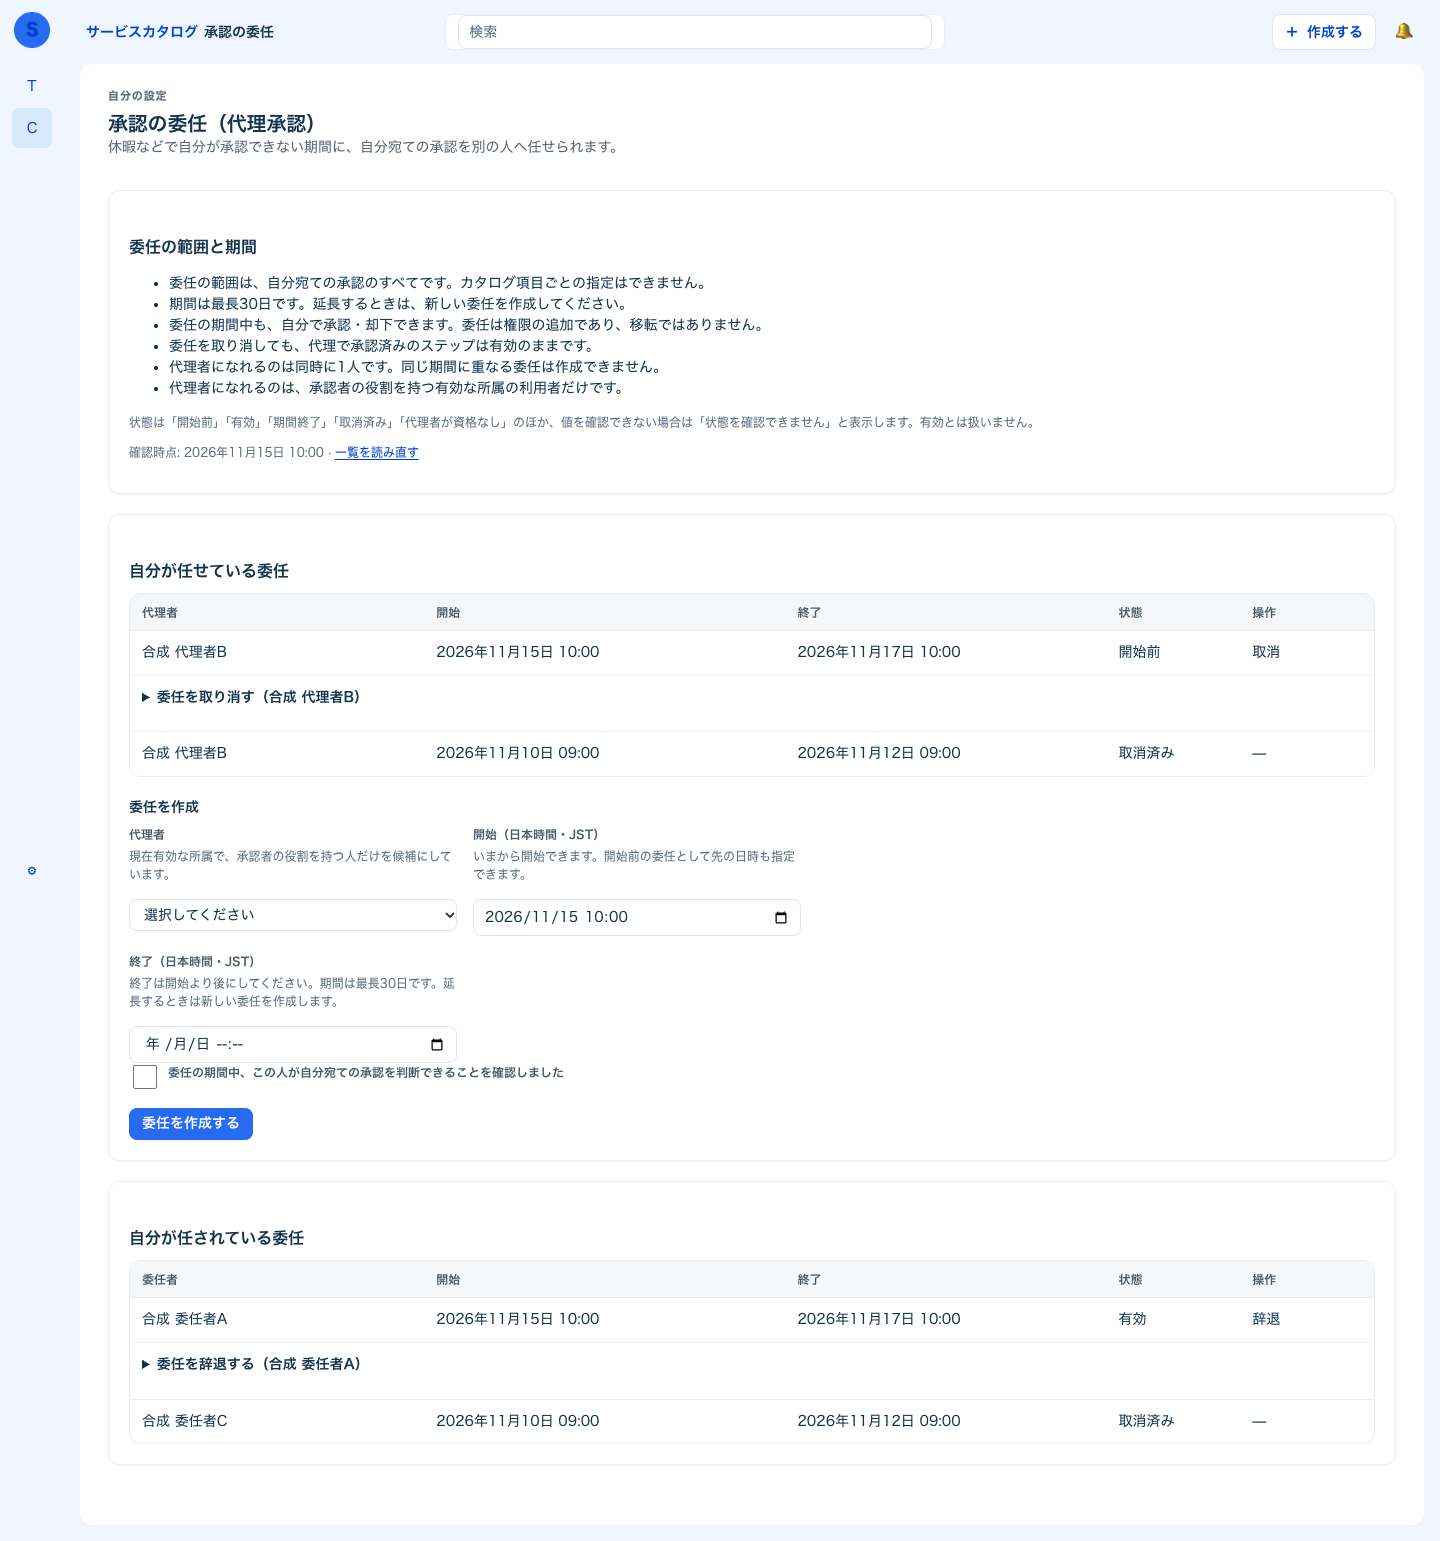 S
サービスカタログ 承認の委任
検索
+ 作成する
T
C
自分の設定
承認の委任（代理承認）
休暇などで自分が承認できない期間に、自分宛ての承認を別の人へ任せられます。
委任の範囲と期間
• 委任の範囲は、自分宛ての承認のすべてです。カタログ項目ごとの指定はできません。
• 期間は最長30日です。延長するときは、新しい委任を作成してください。
• 委任の期間中も、自分で承認・却下できます。委任は権限の追加であり、移転ではありません。
• 委任を取り消しても、代理で承認済みのステップは有効のままです。
• 代理者になれるのは同時に1人です。同じ期間に重なる委任は作成できません。
• 代理者になれるのは、承認者の役割を持つ有効な所属の利用者だけです。
状態は「開始前」「有効」「期間終了」「取消済み」「代理者が資格なし」のほか、値を確認できない場合は「状態を確認できません」と表示します。有効とは扱いません。
確認時点: 2026年11月15日 10:00 · 一覧を読み直す
自分が任せている委任
代理者 開始 終了 状態 操作
合成 代理者B 2026年11月15日 10:00 2026年11月17日 10:00 開始前 取消
▶ 委任を取り消す（合成 代理者B）
合成 代理者B 2026年11月10日 09:00 2026年11月12日 09:00 取消済み —
委任を作成
代理者
現在有効な所属で、承認者の役割を持つ人だけを候補にして
います。
選択してください
開始（日本時間・JST）
いまから開始できます。開始前の委任として先の日時も指定
できます。
2026/11/15 10:00
終了（日本時間・JST）
終了は開始より後にしてください。期間は最長30日です。延
長するときは新しい委任を作成します。
年 /月/日 --:--
委任の期間中、この人が自分宛ての承認を判断できることを確認しました
委任を作成する
自分が任されている委任
委任者 開始 終了 状態 操作
合成 委任者A 2026年11月15日 10:00 2026年11月17日 10:00 有効 辞退
▶ 委任を辞退する（合成 委任者A）
合成 委任者C 2026年11月10日 09:00 2026年11月12日 09:00 取消済み —